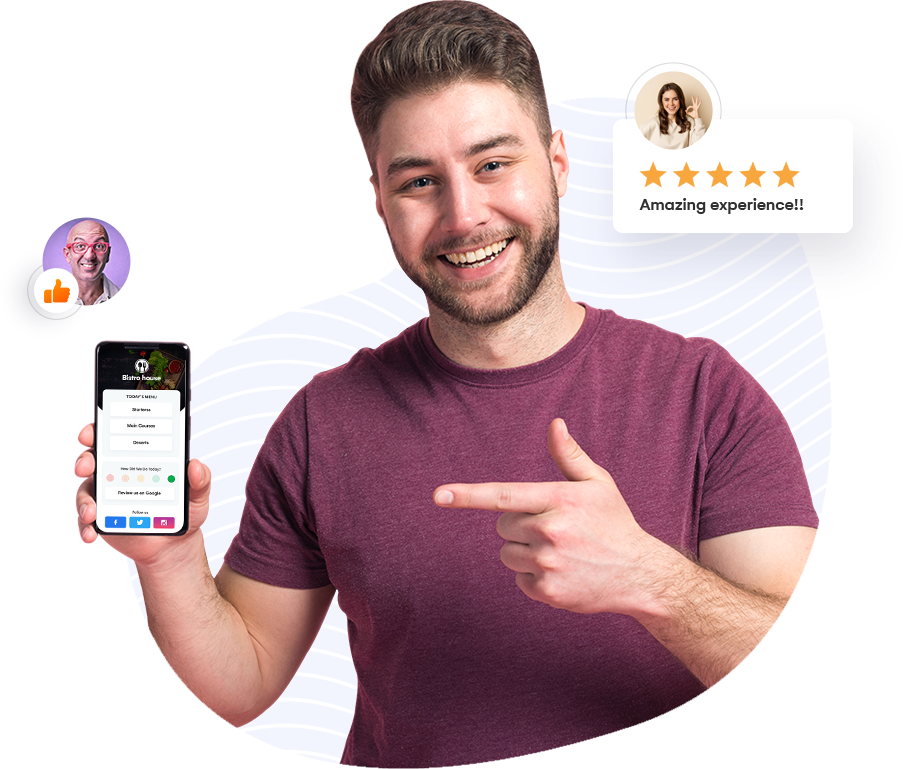 Amazing experience!!
Bistro house
TODAY'S MENU
Starteres
Main Courses
Deserts
How Did We Do Today?
Review us on Google
Follow us